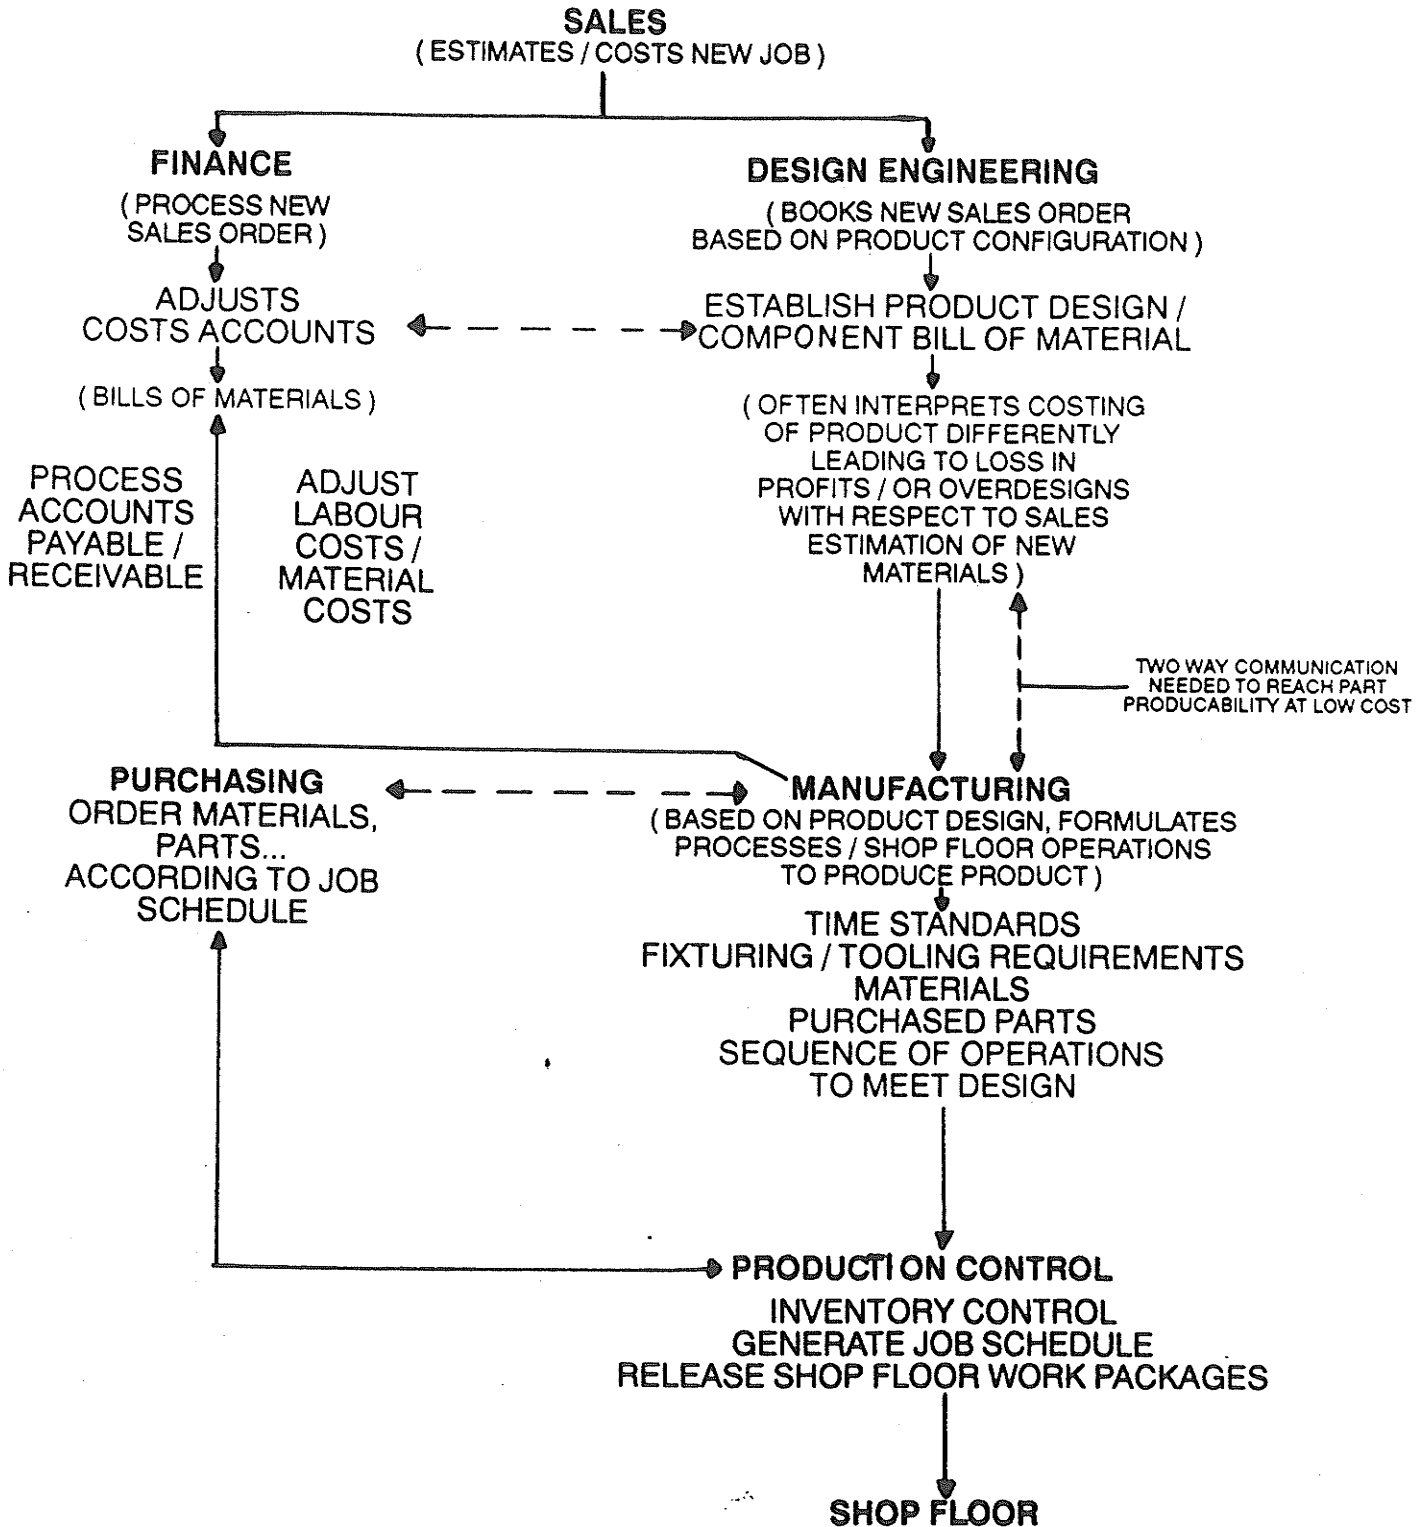 SALES
( ESTIMATES / COSTS NEW JOB )
FINANCE
( PROCESS NEW
SALES ORDER )
ADJUSTS
COSTS ACCOUNTS
( BILLS OF MATERIALS )
PROCESS
ACCOUNTS
PAYABLE /
RECEIVABLE
ADJUST
LABOUR
COSTS /
MATERIAL
COSTS
DESIGN ENGINEERING
( BOOKS NEW SALES ORDER
BASED ON PRODUCT CONFIGURATION )
ESTABLISH PRODUCT DESIGN /
COMPONENT BILL OF MATERIAL
( OFTEN INTERPRETS COSTING
OF PRODUCT DIFFERENTLY
LEADING TO LOSS IN
PROFITS / OR OVERDESIGNS
WITH RESPECT TO SALES
ESTIMATION OF NEW
MATERIALS )
TWO WAY COMMUNICATION
NEEDED TO REACH PART
PRODUCABILITY AT LOW COST
PURCHASING
ORDER MATERIALS,
PARTS...
ACCORDING TO JOB
SCHEDULE
MANUFACTURING
( BASED ON PRODUCT DESIGN, FORMULATES
PROCESSES / SHOP FLOOR OPERATIONS
TO PRODUCE PRODUCT )
TIME STANDARDS
FIXTURING / TOOLING REQUIREMENTS
MATERIALS
PURCHASED PARTS
SEQUENCE OF OPERATIONS
TO MEET DESIGN
PRODUCTION CONTROL
INVENTORY CONTROL
GENERATE JOB SCHEDULE
RELEASE SHOP FLOOR WORK PACKAGES
SHOP FLOOR